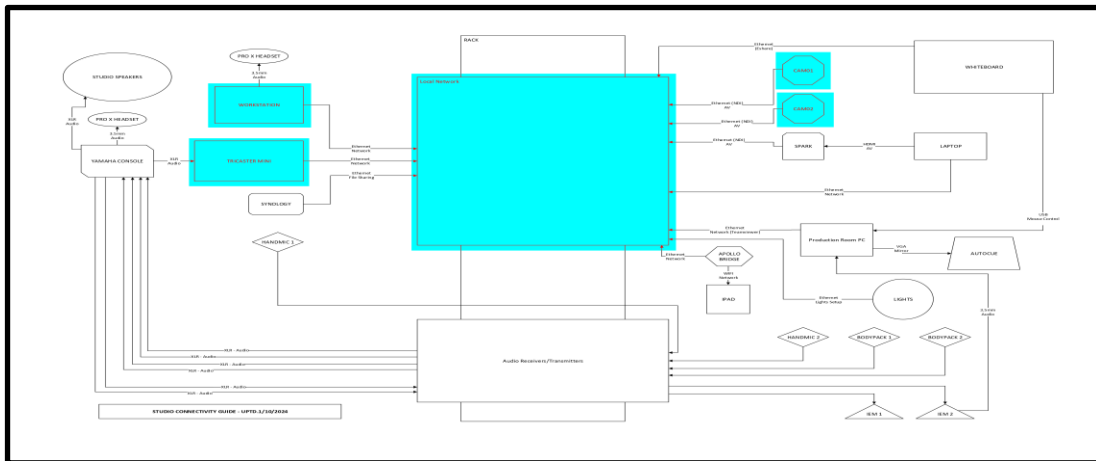 RACK
PRO X HEADSET
3.5mm
Audio
STUDIO SPEAKERS
Local Network
Ethernet
WHITEBOARD
CAM01
WORKSTATION
XLR
Audio
PRO X HEADSET
3.5mm
Audio
Ethernet (NDI)
AV
CAM02
Ethernet (NDI)
AV
YAMAHA CONSOLE
XLR
Audio
TRICASTER MINI
Ethernet
Network
Ethernet
Network
Ethernet
File Sharing
Ethernet (NDI)
AV
SPARK
AV
LAPTOP
SYNOLOGY
Ethernet
Network
USB
Mouse Control
HANDMIC 1
Ethernet
Network (Transmitter)
Production Room PC
VGA
Mirror
AUTOCUE
Ethernet
Network
APOLLO
BRIDGE
WIFI
Network
IPAD
Ethernet
Lights Setup
LIGHTS
3.5mm
Audio
HANDMIC 2
BODYPACK 1
BODYPACK 2
XLR - Audio
XLR - Audio
XLR - Audio
XLR - Audio
Audio Receivers/Transmitters
XLR - Audio
XLR - Audio
STUDIO CONNECTIVITY GUIDE - UPTD.1/10/2026
IEM 1
IEM 2